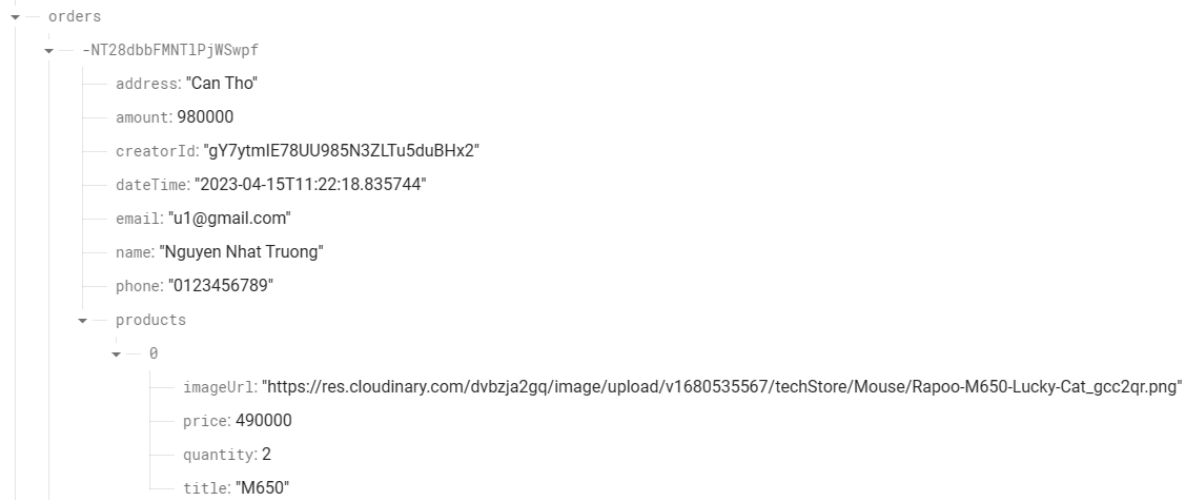 orders
-NT28dbbFMNTlPjWSwpf
address: "Can Tho"
amount: 980000
creatorId: "gY7ytmIE78UU985N3ZLTu5duBHx2"
dateTime: "2023-04-15T11:22:18.835744"
email: "u1@gmail.com"
name: "Nguyen Nhat Truong"
phone: "0123456789"
products
0
imageUrl: "https://res.cloudinary.com/dvbzja2gq/image/upload/v1680535567/techStore/Mouse/Rapoo-M650-Lucky-Cat_gcc2qr.png"
price: 490000
quantity: 2
title: "M650"